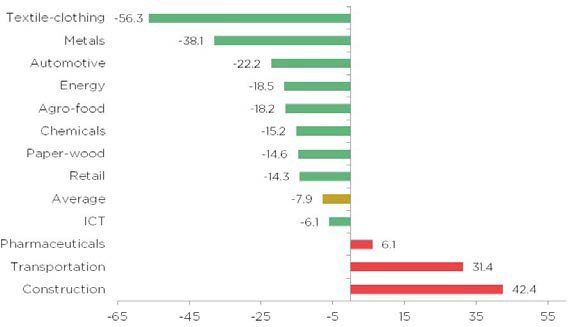 Textile-clothing -56.3
Metals -38.1
Automotive -22.2
Energy -18.5
Agro-food -18.2
Chemicals -15.2
Paper-wood -14.6
Retail -14.3
Average -7.9
ICT -6.1
Pharmaceuticals 6.1
Transportation 31.4
Construction 42.4
-65 -45 -25 -5 15 35 55